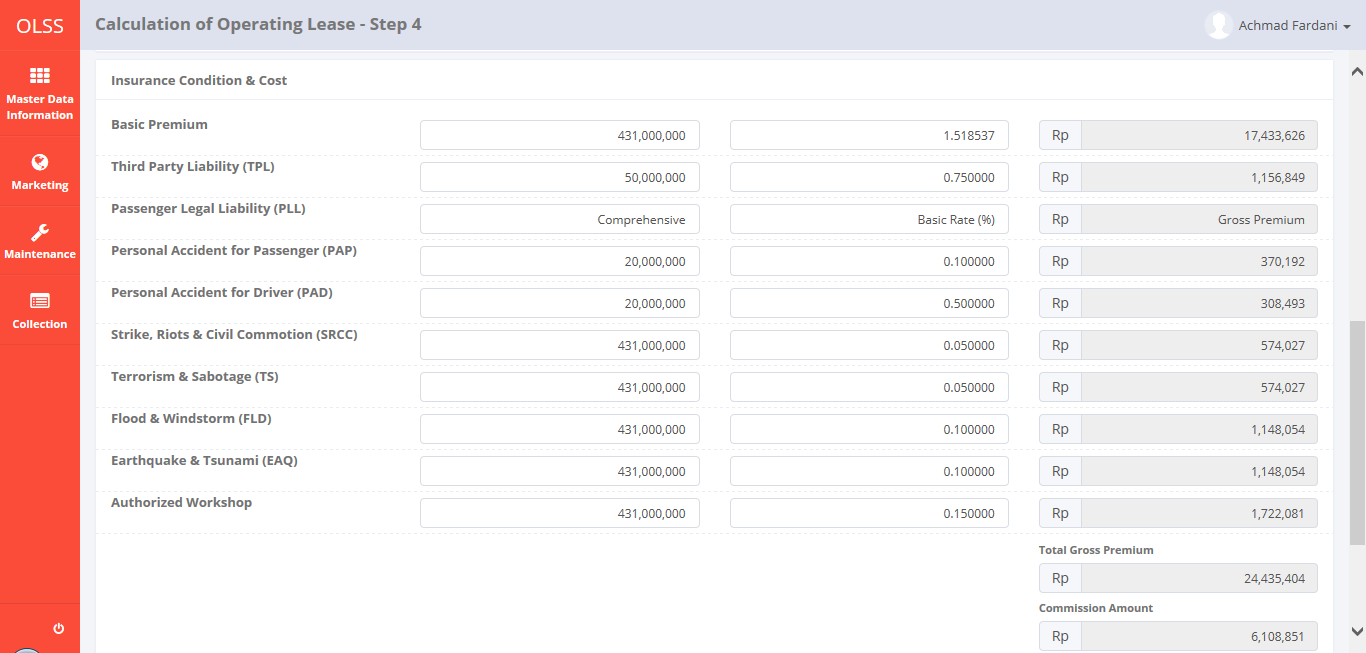 OLSS
Calculation of Operating Lease - Step 4
Achmad Fardani
Master Data
Information
Marketing
Maintenance
Collection
Insurance Condition & Cost
Basic Premium 431,000,000 1.518537 Rp 17,433,626
Third Party Liability (TPL) 50,000,000 0.750000 Rp 1,156,849
Passenger Legal Liability (PLL) Comprehensive Basic Rate (%) Rp Gross Premium
Personal Accident for Passenger (PAP) 20,000,000 0.100000 Rp 370,192
Personal Accident for Driver (PAD) 20,000,000 0.500000 Rp 308,493
Strike, Riots & Civil Commotion (SRCC) 431,000,000 0.050000 Rp 574,027
Terrorism & Sabotage (TS) 431,000,000 0.050000 Rp 574,027
Flood & Windstorm (FLD) 431,000,000 0.100000 Rp 1,148,054
Earthquake & Tsunami (EAQ) 431,000,000 0.100000 Rp 1,148,054
Authorized Workshop 431,000,000 0.150000 Rp 1,722,081
Total Gross Premium
Rp 24,435,404
Commission Amount
Rp 6,108,851